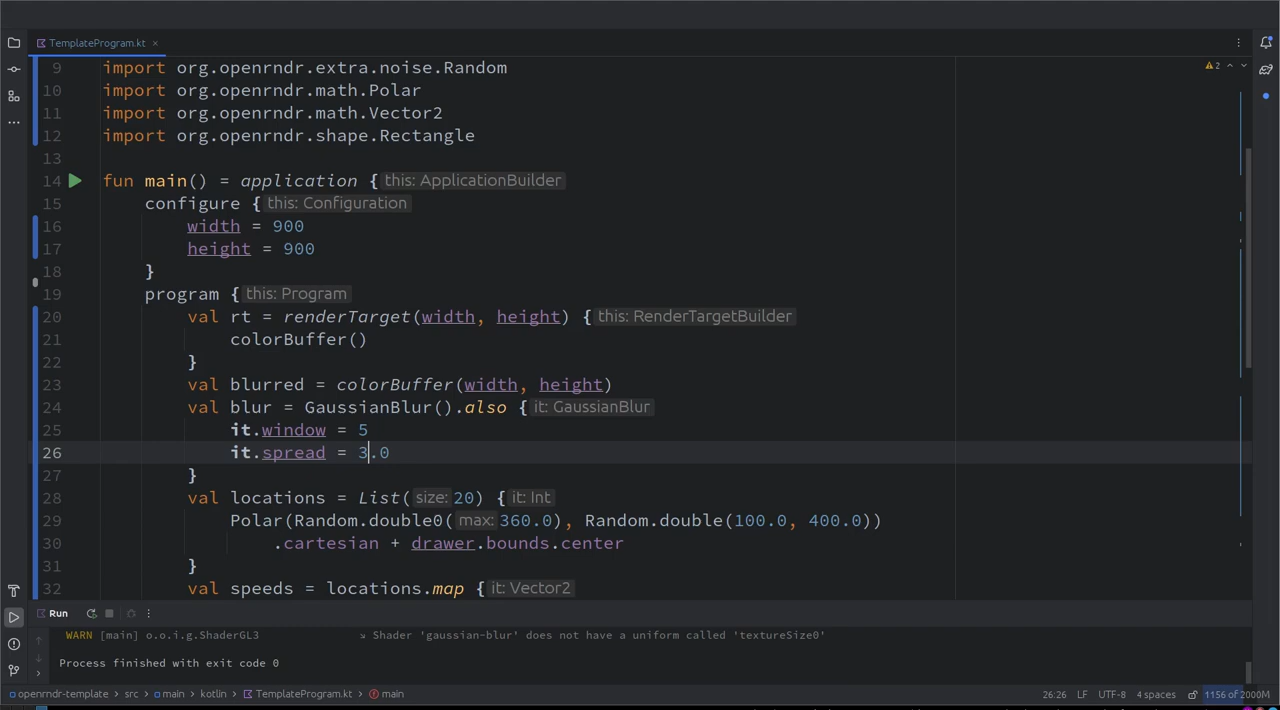 TemplateProgram.kt ×
2
9 import org.openrndr.extra.noise.Random
10 import org.openrndr.math.Polar
11 import org.openrndr.math.Vector2
12 import org.openrndr.shape.Rectangle
13
14 fun main() = application { this: ApplicationBuilder
15 configure { this: Configuration
16 width = 900
17 height = 900
18 }
19 program { this: Program
20 val rt = renderTarget(width, height) { this: RenderTargetBuilder
21 colorBuffer()
22 }
23 val blurred = colorBuffer(width, height)
24 val blur = GaussianBlur().also { it: GaussianBlur
25 it.window = 5
26 it.spread = 3.0
27 }
28 val locations = List( size: 20) { it: Int
29 Polar(Random.double0( max: 360.0), Random.double(100.0, 400.0))
30 .cartesian + drawer.bounds.center
31 }
32 val speeds = locations.map { it: Vector2
Run
WARN [main] o.o.i.g.ShaderGL3 ↘ Shader 'gaussian-blur' does not have a uniform called 'textureSize0'
Process finished with exit code 0
openrndr-template > src > main > kotlin > TemplateProgram.kt > main 26:26 LF UTF-8 4 spaces 1156 of 2000M